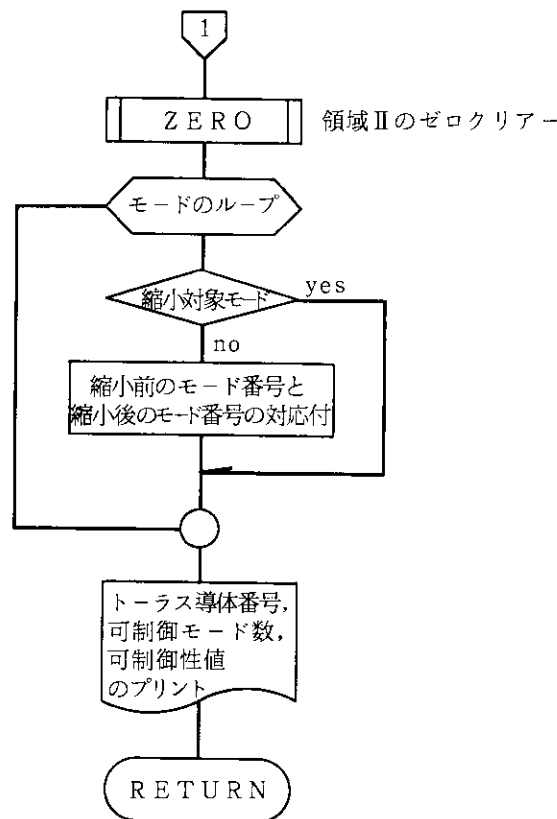 1
ZERO 領域Ⅱのゼロクリアー
モードのループ
縮小対象モード
yes
no
縮小前のモード番号と
縮小後のモード番号の対応付
トーラス導体番号,
可制御モード数,
可制御性値
のプリント
RETURN